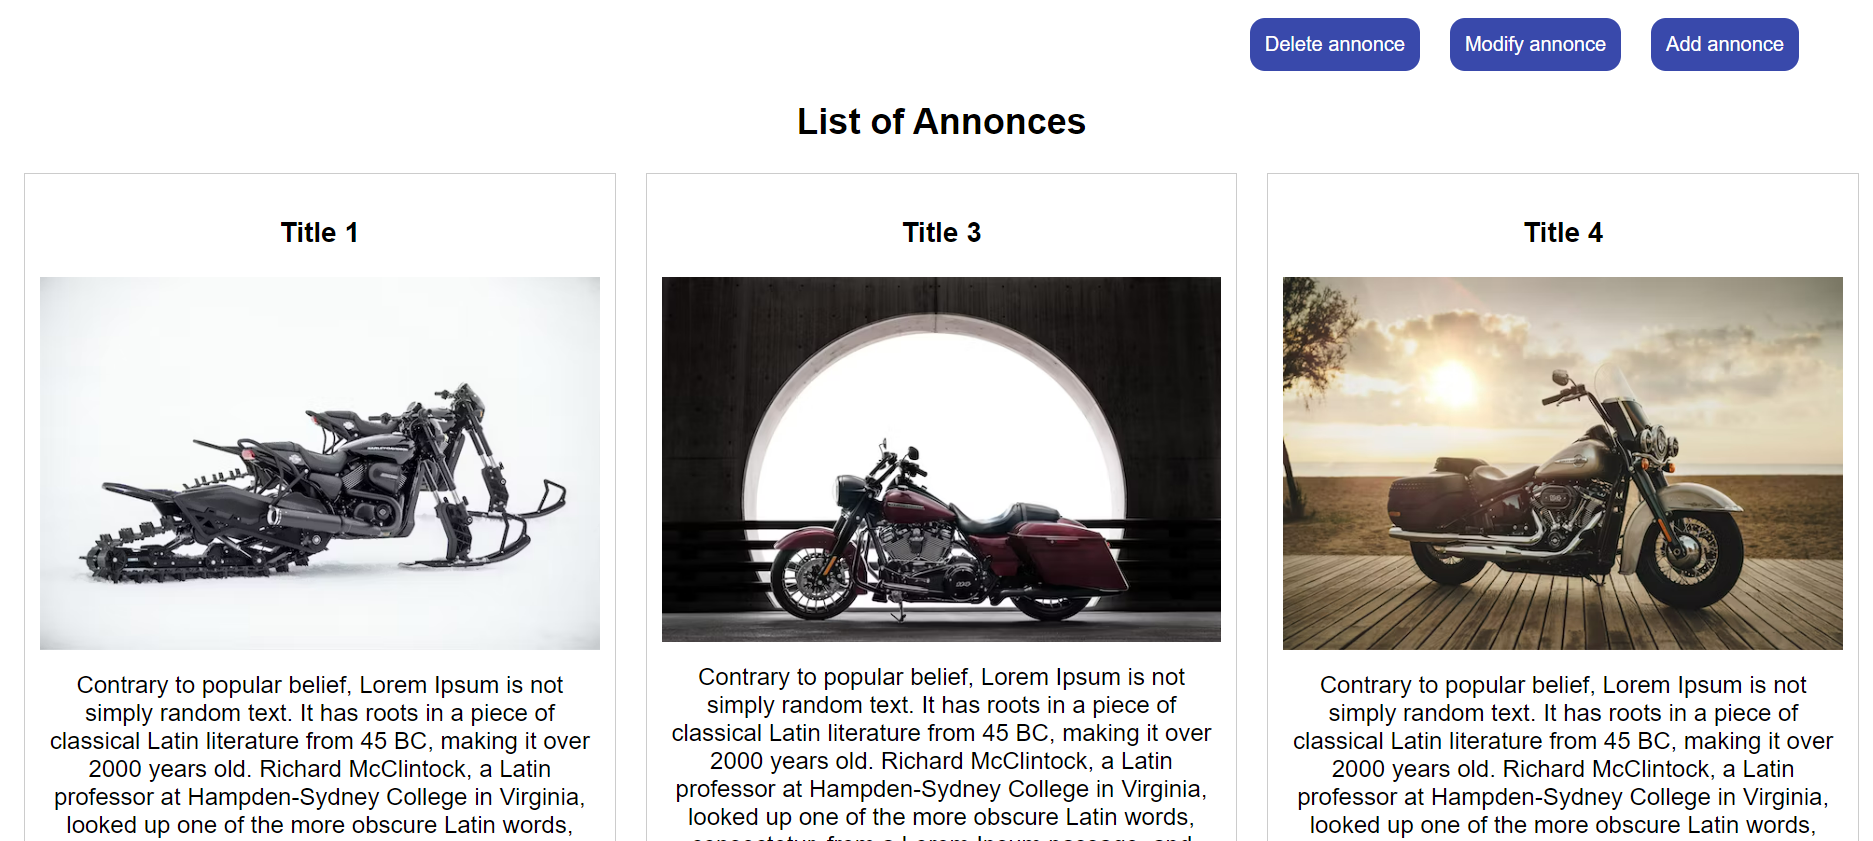 Delete annonce
Modify annonce
Add annonce
List of Annonces
Title 1
Contrary to popular belief, Lorem Ipsum is not
simply random text. It has roots in a piece of
classical Latin literature from 45 BC, making it over
2000 years old. Richard McClintock, a Latin
professor at Hampden-Sydney College in Virginia,
looked up one of the more obscure Latin words,
Title 3
Contrary to popular belief, Lorem Ipsum is not
simply random text. It has roots in a piece of
classical Latin literature from 45 BC, making it over
2000 years old. Richard McClintock, a Latin
professor at Hampden-Sydney College in Virginia,
looked up one of the more obscure Latin words,
consectetur, from a Lorem Ipsum passage, and
Title 4
Contrary to popular belief, Lorem Ipsum is not
simply random text. It has roots in a piece of
classical Latin literature from 45 BC, making it over
2000 years old. Richard McClintock, a Latin
professor at Hampden-Sydney College in Virginia,
looked up one of the more obscure Latin words,